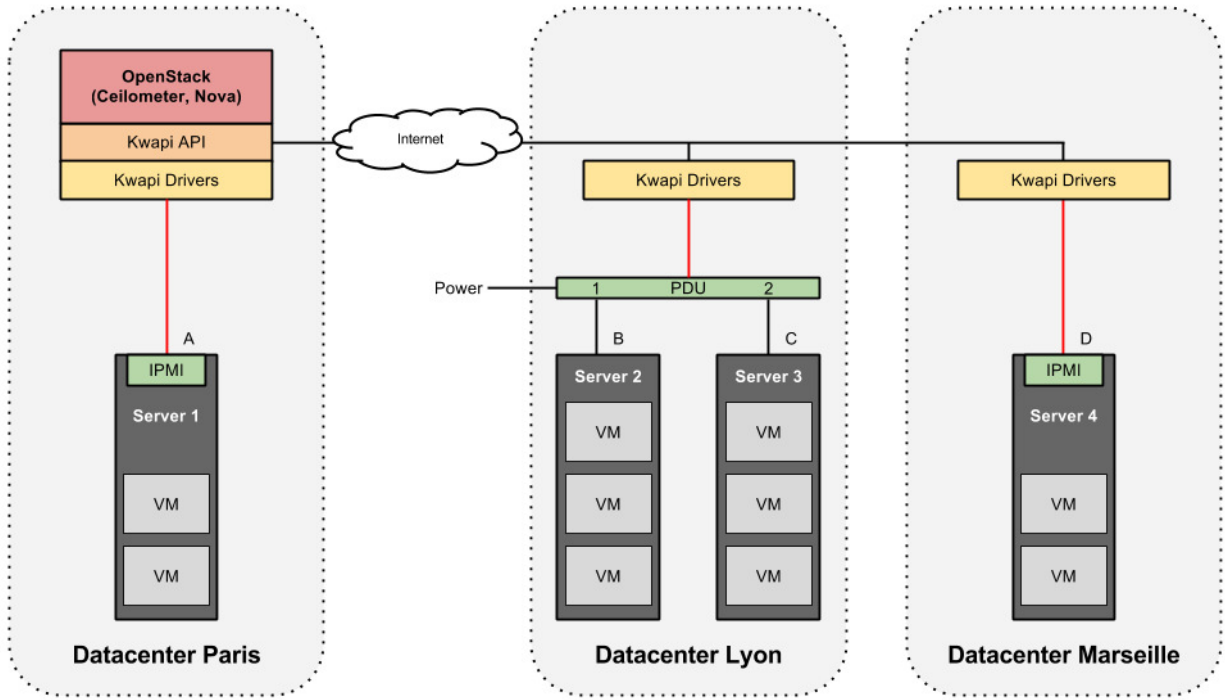 OpenStack
(Ceilometer, Nova)
Kwapi API
Kwapi Drivers
Internet
Kwapi Drivers
Kwapi Drivers
Power
1 PDU 2
A
B
C
D
IPMI
Server 1
VM
VM
Server 2
VM
VM
VM
Server 3
VM
VM
VM
IPMI
Server 4
VM
VM
Datacenter Paris
Datacenter Lyon
Datacenter Marseille